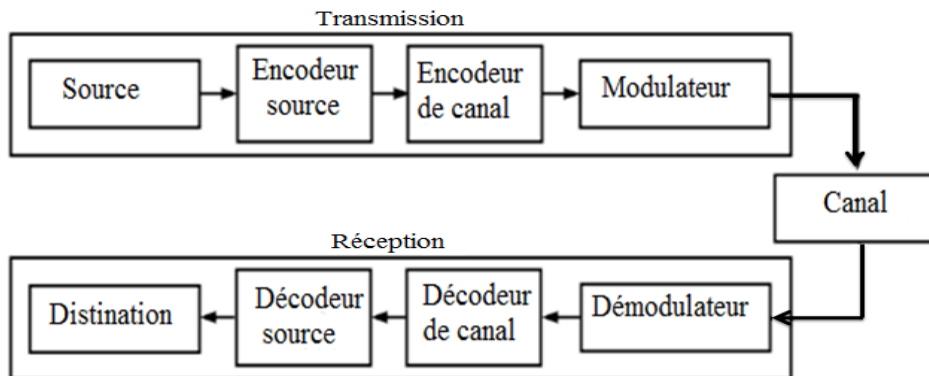 Transmission
Source
Encodeur
source
Encodeur
de canal
Modulateur
Canal
Réception
Distination
Décodeur
source
Décodeur
de canal
Démodulateur